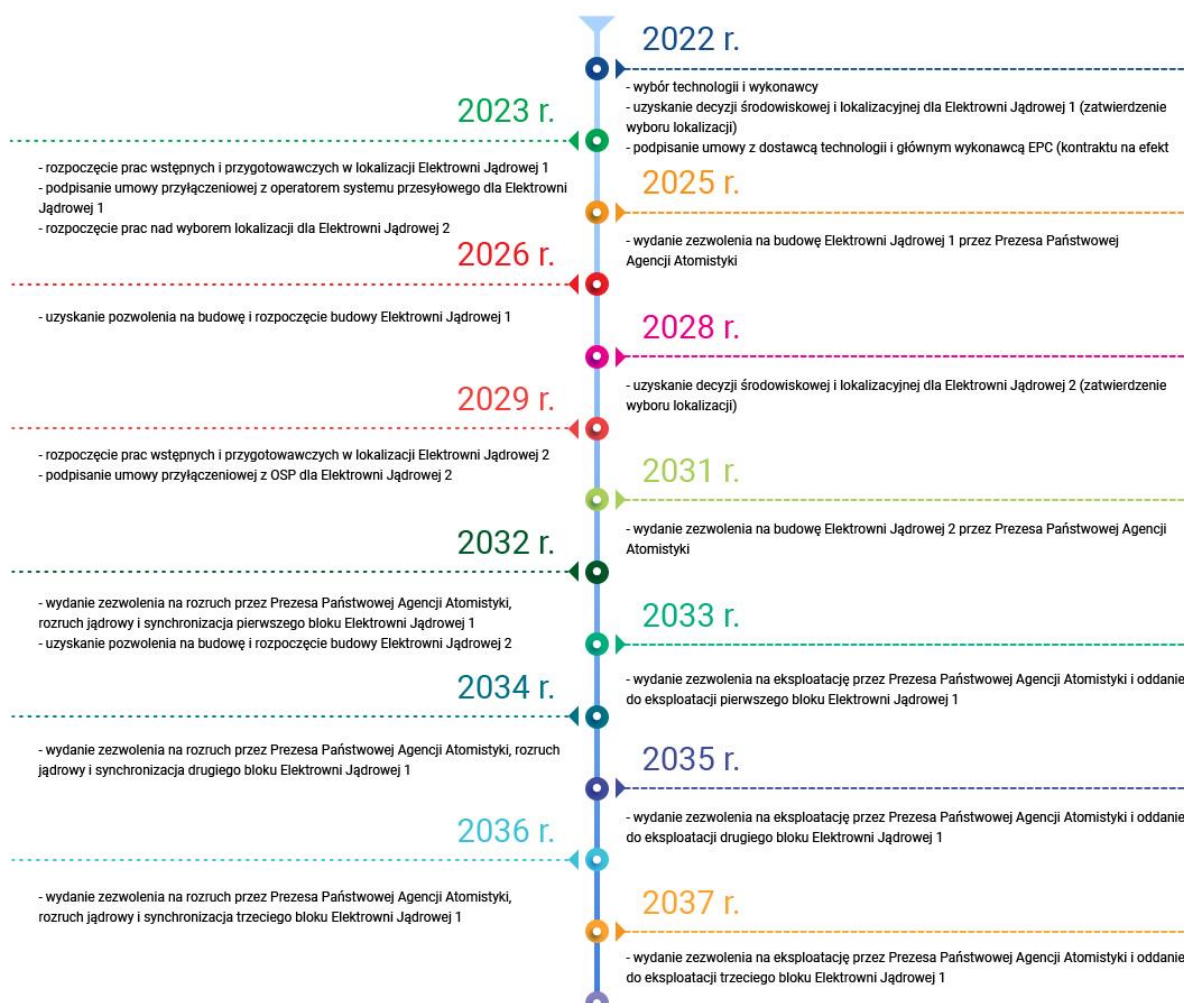 2022 r.
- wybór technologii i wykonawcy
- uzyskanie decyzji środowiskowej i lokalizacyjnej dla Elektrowni Jądrowej 1 (zatwierdzenie
wyboru lokalizacji)
- podpisanie umowy z dostawcą technologii i głównym wykonawcą EPC (kontraktu na efekt
2023 r.
- rozpoczęcie prac wstępnych i przygotowawczych w lokalizacji Elektrowni Jądrowej 1
- podpisanie umowy przyłączeniowej z operatorem systemu przesyłowego dla Elektrowni
Jądrowej 1
- rozpoczęcie prac nad wyborem lokalizacji dla Elektrowni Jądrowej 2
2025 r.
- wydanie zezwolenia na budowę Elektrowni Jądrowej 1 przez Prezesa Państwowej
Agencji Atomistyki
2026 r.
- uzyskanie pozwolenia na budowę i rozpoczęcie budowy Elektrowni Jądrowej 1
2028 r.
- uzyskanie decyzji środowiskowej i lokalizacyjnej dla Elektrowni Jądrowej 2 (zatwierdzenie
wyboru lokalizacji)
2029 r.
- rozpoczęcie prac wstępnych i przygotowawczych w lokalizacji Elektrowni Jądrowej 2
- podpisanie umowy przyłączeniowej z OSP dla Elektrowni Jądrowej 2
2031 r.
- wydanie zezwolenia na budowę Elektrowni Jądrowej 2 przez Prezesa Państwowej Agencji
Atomistyki
2032 r.
- wydanie zezwolenia na rozruch przez Prezesa Państwowej Agencji Atomistyki,
rozruch jądrowy i synchronizacja pierwszego bloku Elektrowni Jądrowej 1
- uzyskanie pozwolenia na budowę i rozpoczęcie budowy Elektrowni Jądrowej 2
2033 r.
- wydanie zezwolenia na eksploatację przez Prezesa Państwowej Agencji Atomistyki i oddanie
do eksploatacji pierwszego bloku Elektrowni Jądrowej 1
2034 r.
- wydanie zezwolenia na rozruch przez Prezesa Państwowej Agencji Atomistyki, rozruch
jądrowy i synchronizacja drugiego bloku Elektrowni Jądrowej 1
2035 r.
- wydanie zezwolenia na eksploatację przez Prezesa Państwowej Agencji Atomistyki i oddanie
do eksploatacji drugiego bloku Elektrowni Jądrowej 1
2036 r.
- wydanie zezwolenia na rozruch przez Prezesa Państwowej Agencji Atomistyki,
rozruch jądrowy i synchronizacja trzeciego bloku Elektrowni Jądrowej 1
2037 r.
- wydanie zezwolenia na eksploatację przez Prezesa Państwowej Agencji Atomistyki i oddanie
do eksploatacji trzeciego bloku Elektrowni Jądrowej 1